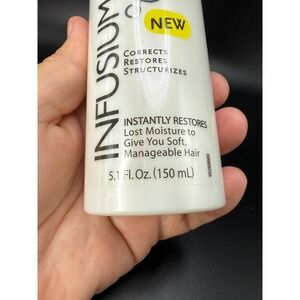 INFUSIUM
NEW
CORRECTS
RESTORES
STRUCTURIZES
INSTANTLY RESTORES
Lost Moisture to
Give You Soft,
Manageable Hair
5.1 Fl. Oz. (150 mL)